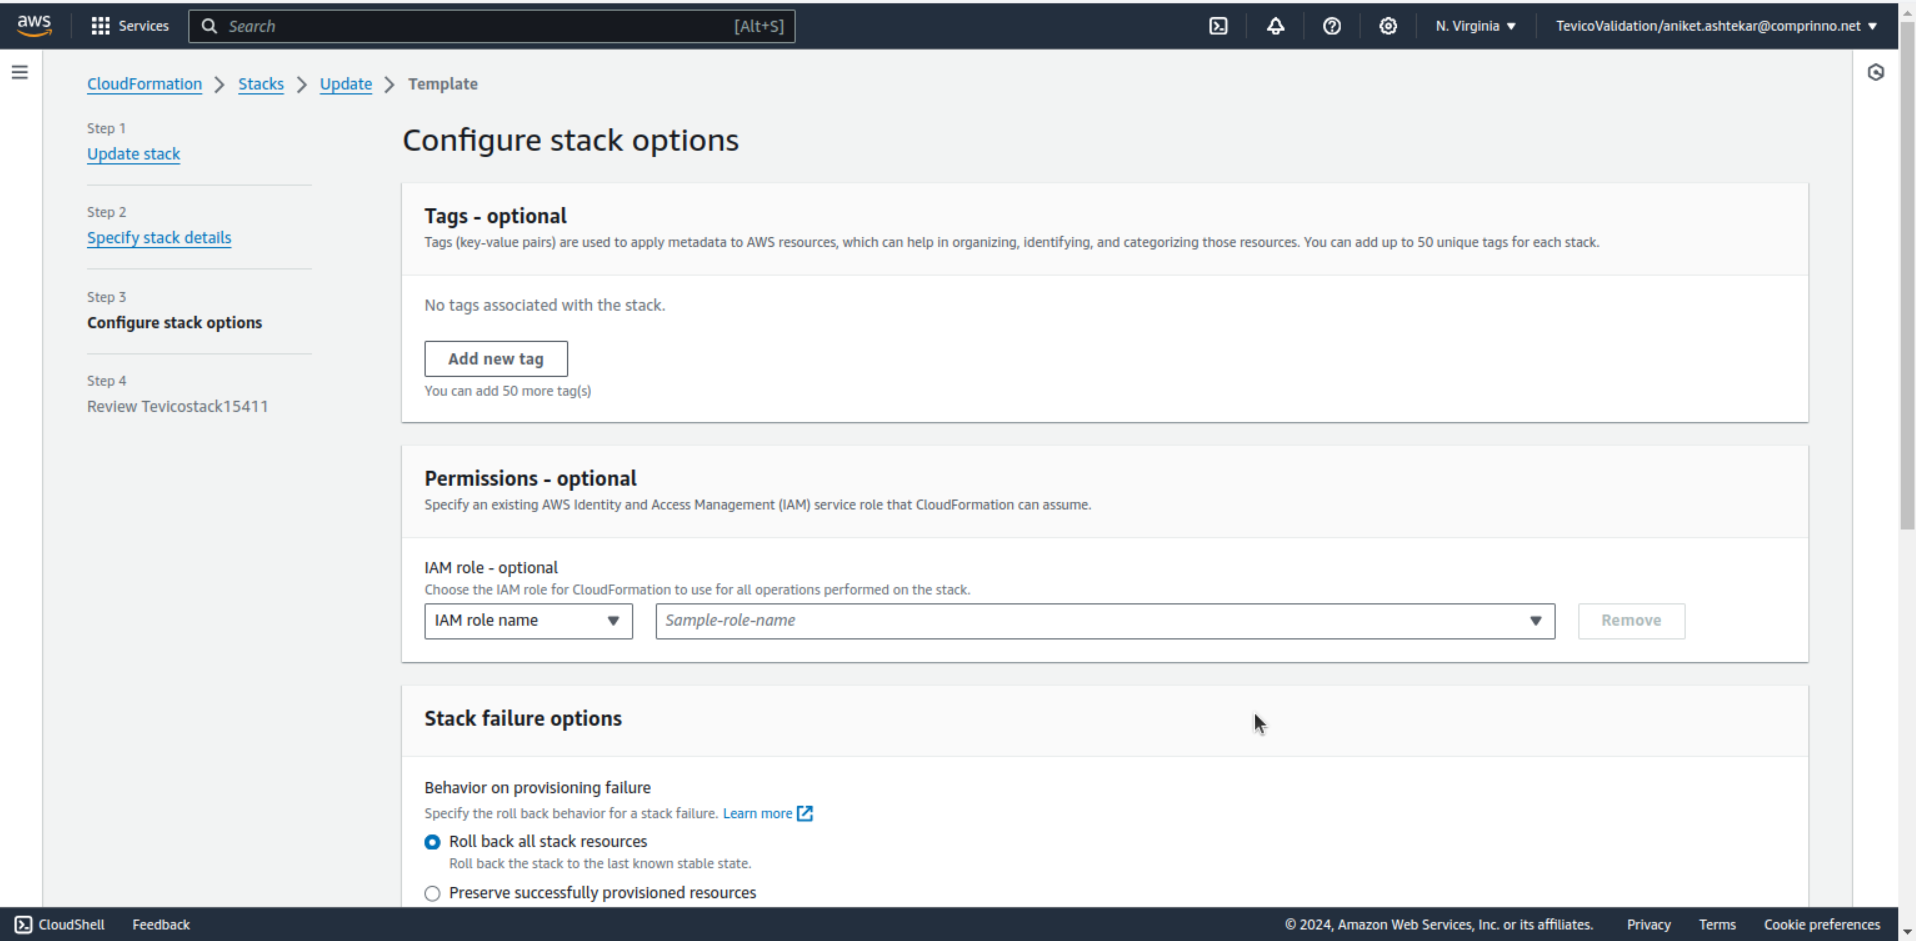 aws
Services
Search
[Alt+S]
N. Virginia
TevicoValidation/aniket.ashtekar@comprinno.net
CloudFormation
Stacks
Update
Template
Step 1
Update stack
Step 2
Specify stack details
Step 3
Configure stack options
Step 4
Review Tevicostack15411
Configure stack options
Tags - optional
Tags (key-value pairs) are used to apply metadata to AWS resources, which can help in organizing, identifying, and categorizing those resources. You can add up to 50 unique tags for each stack.
No tags associated with the stack.
Add new tag
You can add 50 more tag(s)
Permissions - optional
Specify an existing AWS Identity and Access Management (IAM) service role that CloudFormation can assume.
IAM role - optional
Choose the IAM role for CloudFormation to use for all operations performed on the stack.
IAM role name
Sample-role-name
Remove
Stack failure options
Behavior on provisioning failure
Specify the roll back behavior for a stack failure. Learn more
Roll back all stack resources
Roll back the stack to the last known stable state.
Preserve successfully provisioned resources
CloudShell
Feedback
© 2024, Amazon Web Services, Inc. or its affiliates.
Privacy
Terms
Cookie preferences